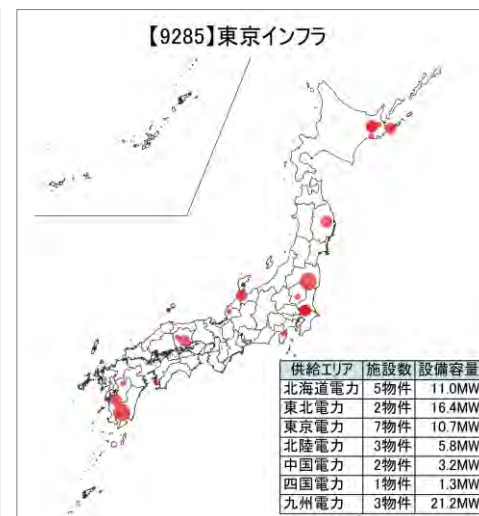 【9285】東京インフラ
供給エリア 施設数 設備容量
北海道電力 5物件 11.0MW
東北電力 2物件 16.4MW
東京電力 7物件 10.7MW
北陸電力 3物件 5.8MW
中国電力 2物件 3.2MW
四国電力 1物件 1.3MW
九州電力 3物件 21.2MW